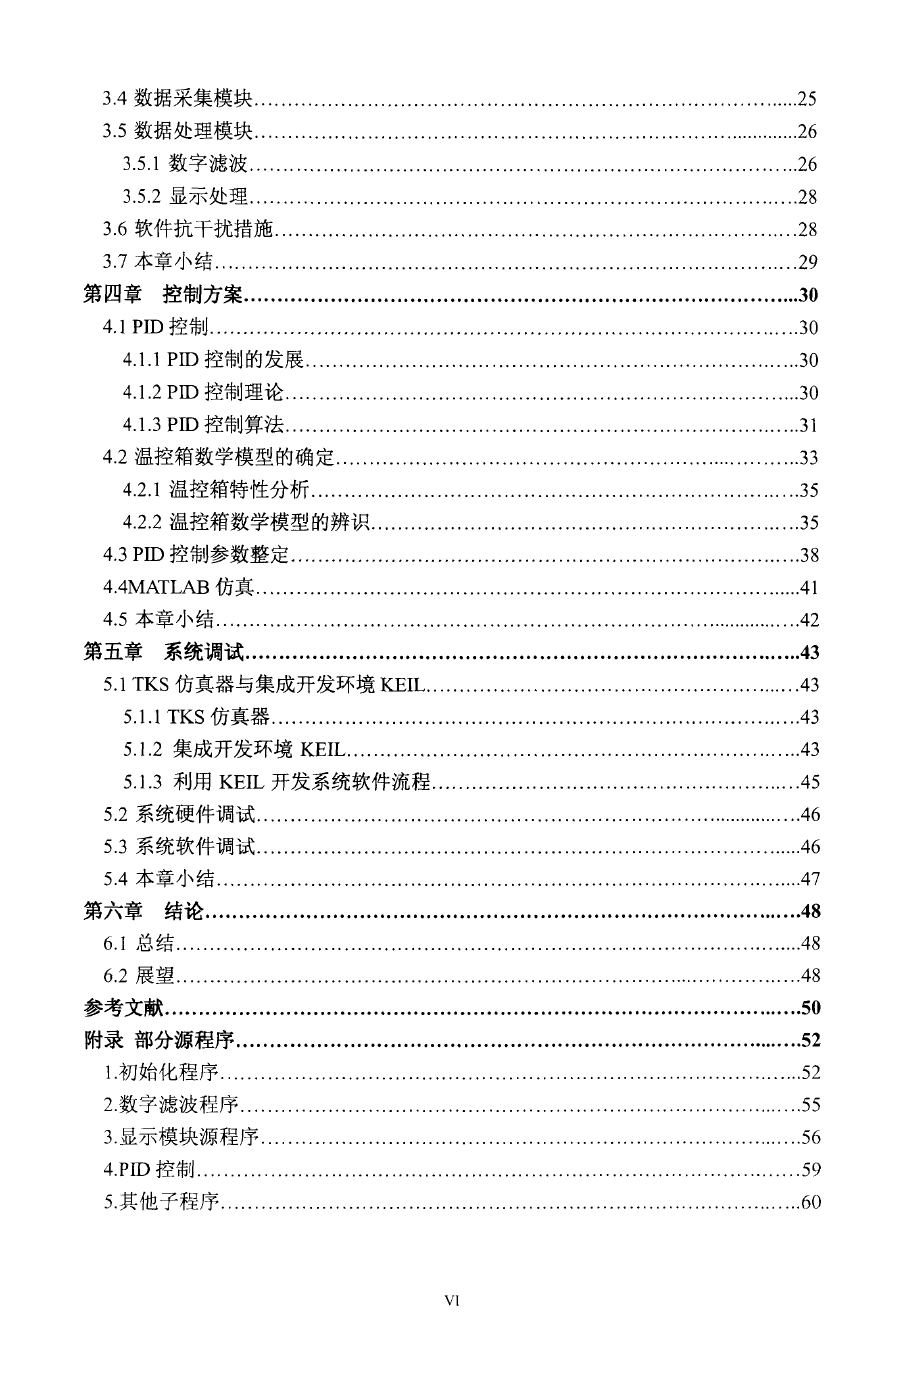 3.4 数据采集模块……25
3.5 数据处理模块……26
3.5.1 数字滤波……26
3.5.2 显示处理……28
3.6 软件抗干扰措施……28
3.7 本章小结……29
第四章 控制方案……30
4.1 PID 控制……30
4.1.1 PID 控制的发展……30
4.1.2 PID 控制理论……30
4.1.3 PID 控制算法……31
4.2 温控箱数学模型的确定……33
4.2.1 温控箱特性分析……35
4.2.2 温控箱数学模型的辨识……35
4.3 PID 控制参数整定……38
4.4MATLAB 仿真……41
4.5 本章小结……42
第五章 系统调试……43
5.1 TKS 仿真器与集成开发环境 KEIL……43
5.1.1 TKS 仿真器……43
5.1.2 集成开发环境 KEIL……43
5.1.3 利用 KEIL 开发系统软件流程……45
5.2 系统硬件调试……46
5.3 系统软件调试……46
5.4 本章小结……47
第六章 结论……48
6.1 总结……48
6.2 展望……48
参考文献……50
附录 部分源程序……52
1.初始化程序……52
2.数字滤波程序……55
3.显示模块源程序……56
4.PID 控制……59
5.其他子程序……60
VI